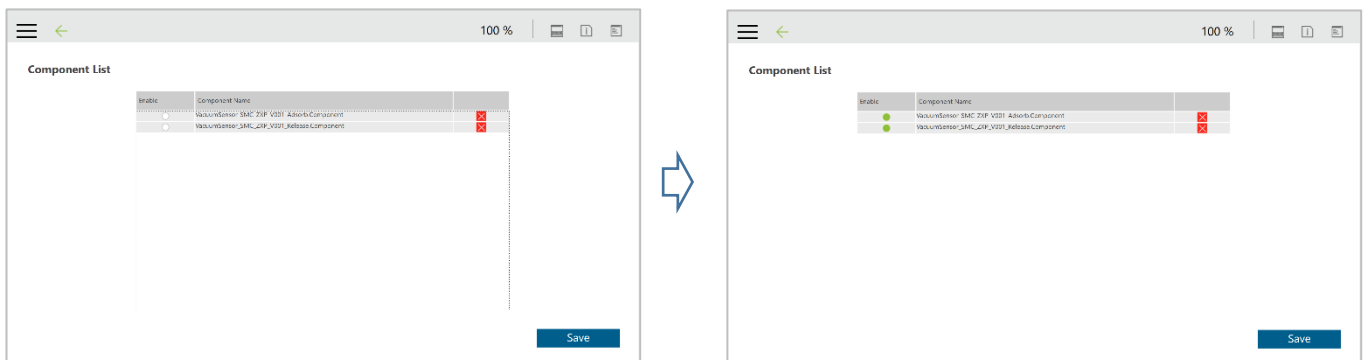 100 %
Component List
Enable Component Name
VacuumSensor_SMC_ZXP_V001_Adsorb.Component
VacuumSensor_SMC_ZXP_V001_Release.Component
Save
100 %
Component List
Enable Component Name
VacuumSensor_SMC_ZXP_V001_Adsorb.Component
VacuumSensor_SMC_ZXP_V001_Release.Component
Save